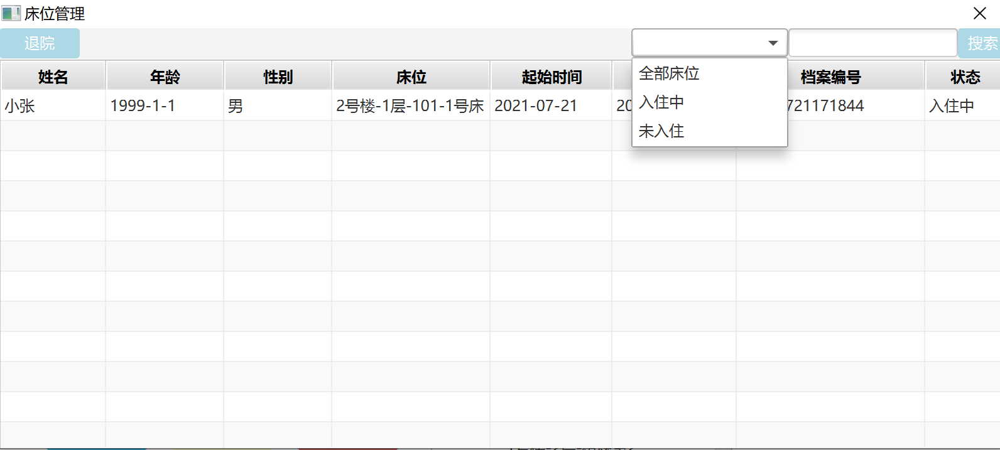 床位管理
退院
搜索
姓名 年龄 性别 床位 起始时间 档案编号 状态
小张 1999-1-1 男 2号楼-1层-101-1号床 2021-07-21 20 721171844 入住中
全部床位
入住中
未入住